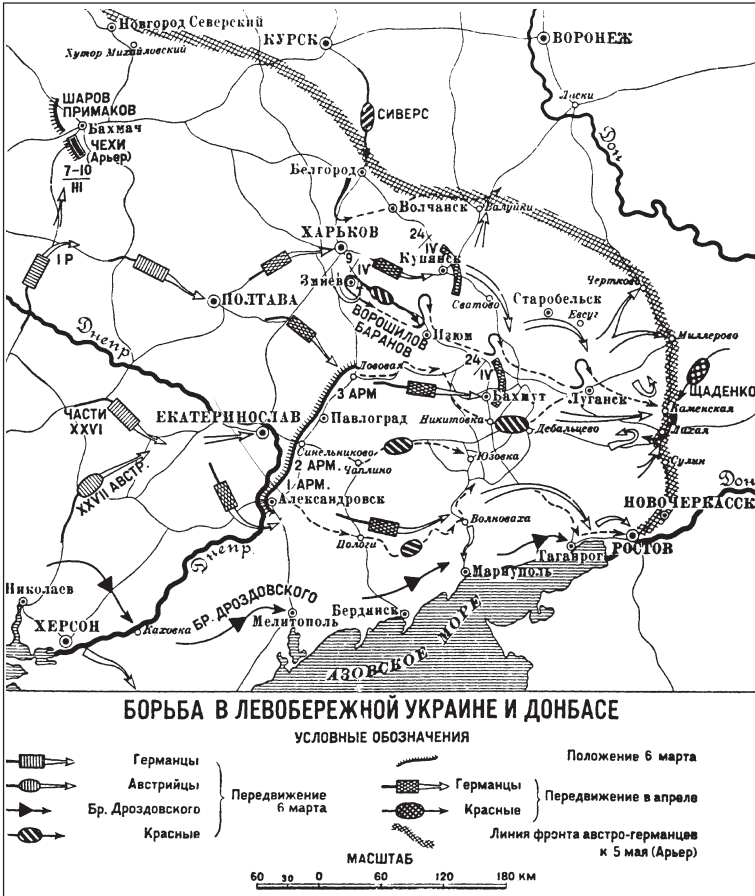 Новгород Северский
КУРСК
ВОРОНЕЖ
Хутор Михайловский
Лиски
ШАРОВ
ПРИМАКОВ
Бахмач
ЧЕХИ
(Арьер)
7–10
III
СИВЕРС
Дон
Белгород
Волчанск
Валуйки
ХАРЬКОВ
24
IV
9
IV
Купянск
I Р
ПОЛТАВА
Змиев
Сватово
Старобельск
Евсуг
Чертково
Днепр
ВОРОШИЛОВ
БАРАНОВ
Изюм
Миллерово
24
IV
Лозовая
ЩАДЕНКО
3 АРМ
Бахмут
Луганск
Каменская
ЧАСТИ
XXVI
ЕКАТЕРИНОСЛАВ
Павлоград
Никитовка
Дебальцево
Лихая
Синельниково
2 АРМ.
Чаплино
Юзовка
Сулин
XXVII АВСТР.
1 АРМ.
Александровск
Дон
НОВОЧЕРКАССК
Волноваха
Днепр
Пологи
Таганрог
РОСТОВ
Николаев
Мариуполь
БР. ДРОЗДОВСКОГО
ХЕРСОН
Каховка
Мелитополь
Бердянск
АЗОВСКОЕ МОРЕ
БОРЬБА В ЛЕВОБЕРЕЖНОЙ УКРАИНЕ И ДОНБАСЕ
УСЛОВНЫЕ ОБОЗНАЧЕНИЯ
Германцы
Австрийцы
Бр. Дроздовского
Красные
Передвижение
6 марта
Положение 6 марта
Германцы
Красные
Передвижение в апреле
Линия фронта австро-германцев
к 5 мая (Арьер)
МАСШТАБ
60 30 0 60 120 180 КМ